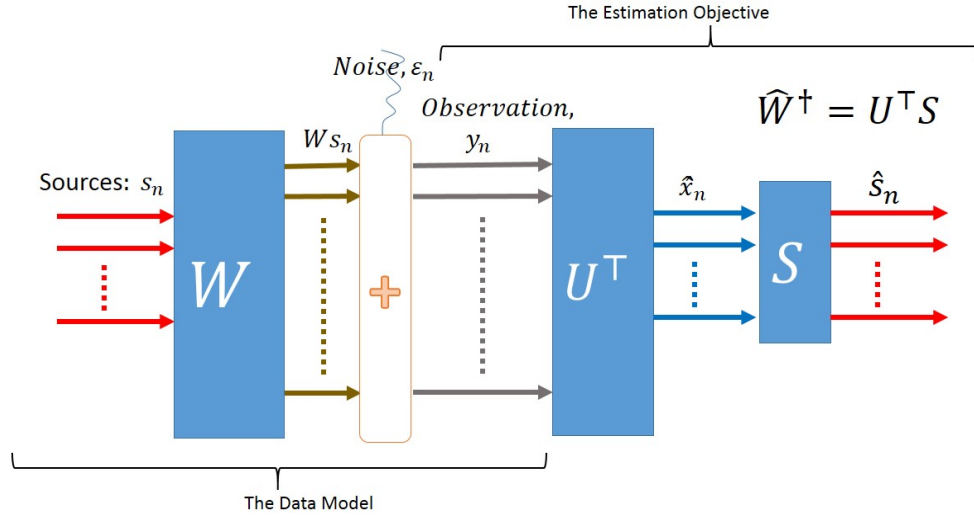 The Estimation Objective
Noise, εₙ
Observation,
yₙ
Ŵ† = U⊤S
Wsₙ
Sources: sₙ
x̂ₙ
ŝₙ
W
+
U⊤
S
The Data Model